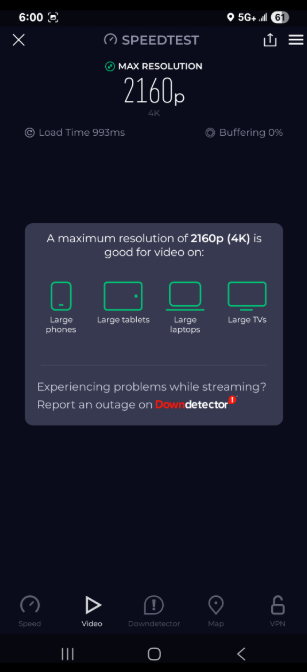 6:00 5G+ 61
SPEEDTEST
MAX RESOLUTION
2160p
4K
Load Time 993ms Buffering 0%
A maximum resolution of 2160p (4K) is
good for video on:
Large
phones
Large tablets
Large
laptops
Large TVs
Experiencing problems while streaming?
Report an outage on Downdetector
Speed Video Downdetector Map VPN